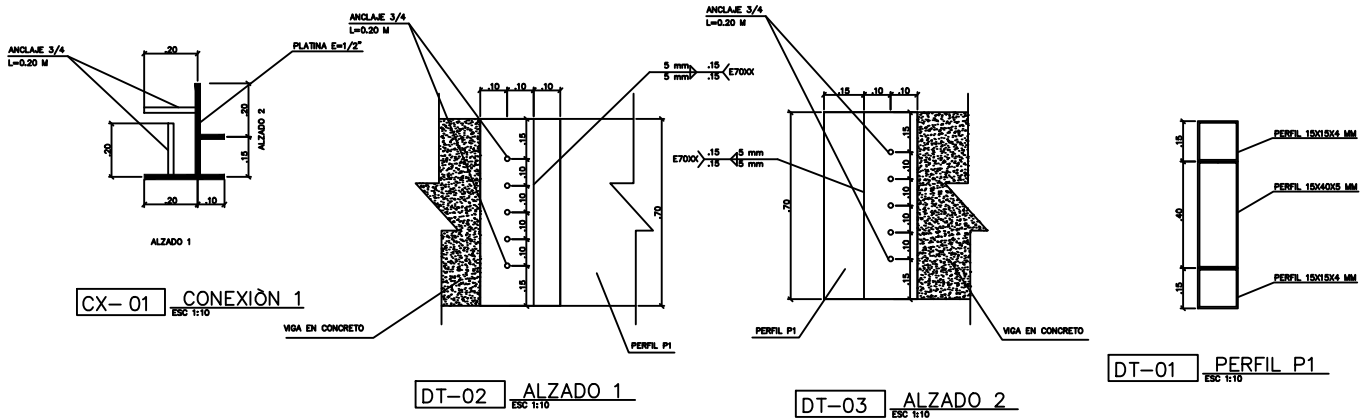 ANCLAJE 3/4
L=0.20 M
.20
PLATINA E=1/2"
.20
ALZADO 2
.15
.20
.20
.10
ALZADO 1
CX- 01
CONEXIÒN 1
ESC 1:10
ANCLAJE 3/4
L=0.20 M
5 mm
5 mm
.15
.15
E70XX
.10
.10
.10
.15
.10
.10
.10
.10
.15
.70
VIGA EN CONCRETO
PERFIL P1
DT-02
ALZADO 1
ESC 1:10
ANCLAJE 3/4
L=0.20 M
E70XX
.15
.15
5 mm
5 mm
.15
.10
.10
.15
.10
.10
.10
.10
.15
.70
PERFIL P1
VIGA EN CONCRETO
DT-03
ALZADO 2
ESC 1:10
.15
.40
.15
PERFIL 15X15X4 MM
PERFIL 15X40X5 MM
PERFIL 15X15X4 MM
DT-01
PERFIL P1
ESC 1:10